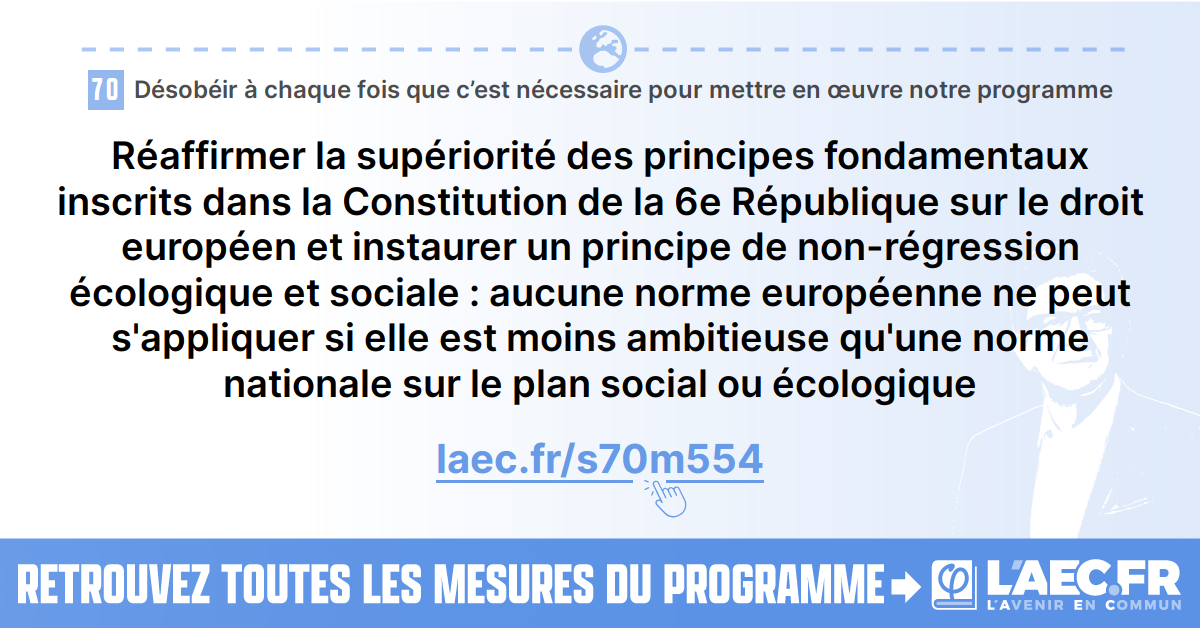 70 Désobéir à chaque fois que c’est nécessaire pour mettre en œuvre notre programme
Réaffirmer la supériorité des principes fondamentaux
inscrits dans la Constitution de la 6e République sur le droit
européen et instaurer un principe de non-régression
écologique et sociale : aucune norme européenne ne peut
s'appliquer si elle est moins ambitieuse qu'une norme
nationale sur le plan social ou écologique
laec.fr/s70m554
RETROUVEZ TOUTES LES MESURES DU PROGRAMME
φ L'AEC.FR
L'AVENIR EN COMMUN